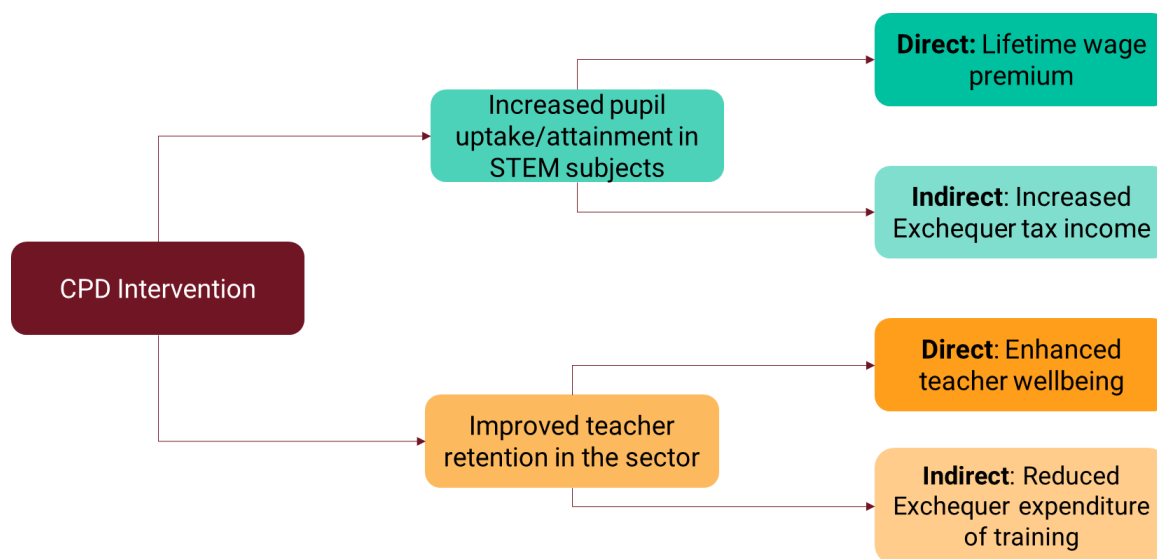 Direct: Lifetime wage
premium
Increased pupil
uptake/attainment in
STEM subjects
Indirect: Increased
Exchequer tax income
CPD Intervention
Direct: Enhanced
teacher wellbeing
Improved teacher
retention in the sector
Indirect: Reduced
Exchequer expenditure
of training